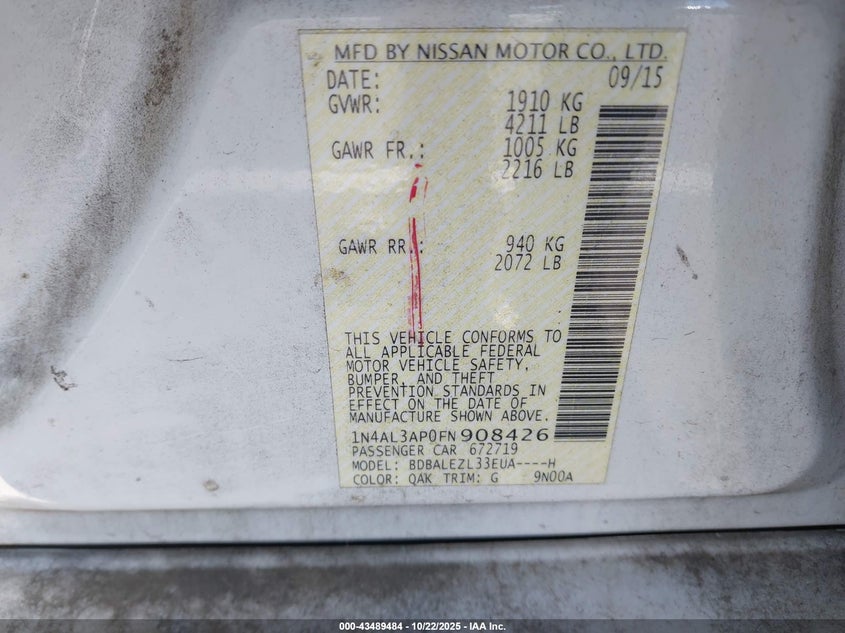 MFD BY NISSAN MOTOR CO., LTD.
DATE: 09/15
GVWR: 1910 KG
4211 LB
GAWR FR.: 1005 KG
2216 LB
GAWR RR.: 940 KG
2072 LB
THIS VEHICLE CONFORMS TO
ALL APPLICABLE FEDERAL
MOTOR VEHICLE SAFETY,
BUMPER, AND THEFT
PREVENTION STANDARDS IN
EFFECT ON THE DATE OF
MANUFACTURE SHOWN ABOVE.
1N4AL3AP0FN908426
PASSENGER CAR 672719
MODEL: BDBALEZL33EUA----H
COLOR: QAK TRIM: G 9N00A
000-43489484 - 10/22/2025 - IAA Inc.